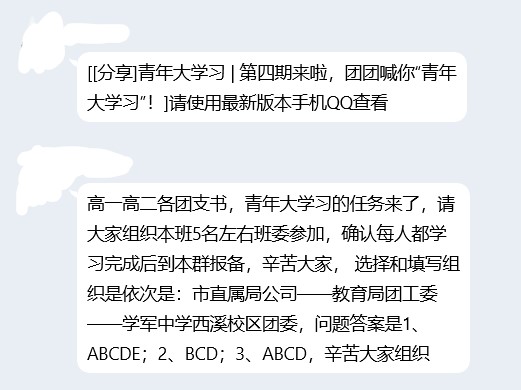 [[分享]青年大学习 | 第四期来啦，团团喊你“青年
大学习”！]请使用最新版本手机QQ查看
高一高二各团支书，青年大学习的任务来了，请
大家组织本班5名左右班委参加，确认每人都学
习完成后到本群报备，辛苦大家， 选择和填写组
织是依次是：市直属局公司——教育局团工委
——学军中学西溪校区团委，问题答案是1、
ABCDE；2、BCD；3、ABCD，辛苦大家组织